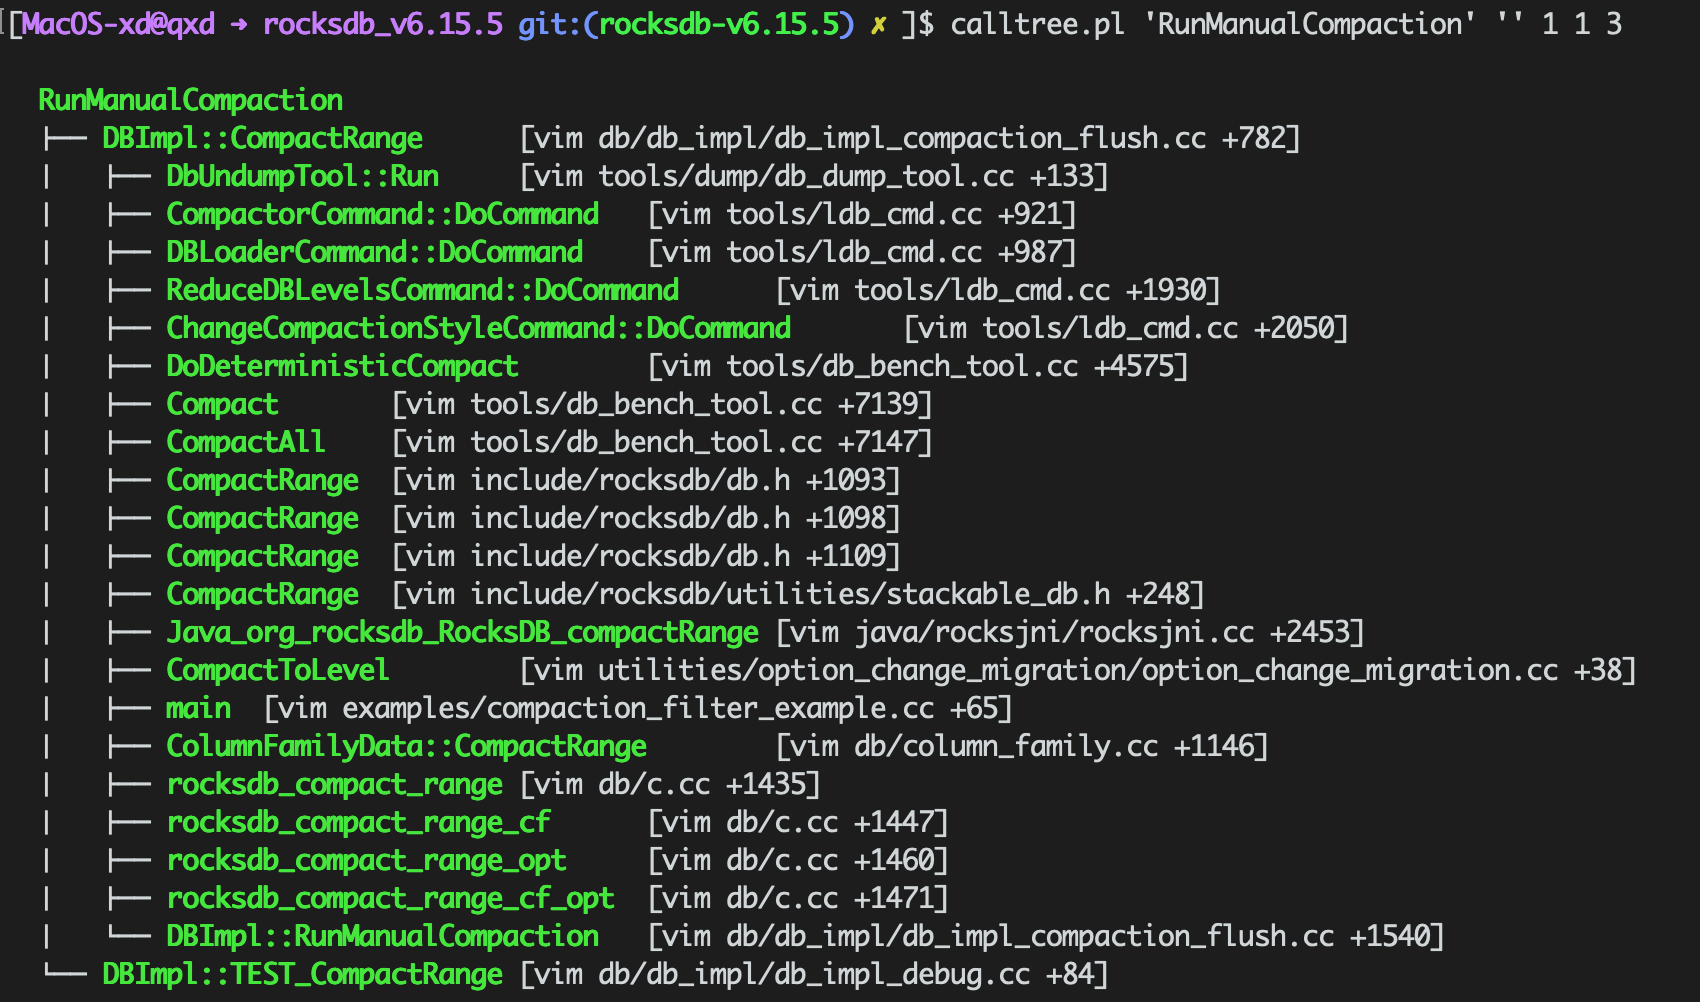 [MacOS-xd@qxd → rocksdb_v6.15.5 git:(rocksdb-v6.15.5) ✗ ]$ calltree.pl 'RunManualCompaction' '' 1 1 3
RunManualCompaction
├── DBImpl::CompactRange [vim db/db_impl/db_impl_compaction_flush.cc +782]
│ ├── DbUndumpTool::Run [vim tools/dump/db_dump_tool.cc +133]
│ ├── CompactorCommand::DoCommand [vim tools/ldb_cmd.cc +921]
│ ├── DBLoaderCommand::DoCommand [vim tools/ldb_cmd.cc +987]
│ ├── ReduceDBLevelsCommand::DoCommand [vim tools/ldb_cmd.cc +1930]
│ ├── ChangeCompactionStyleCommand::DoCommand [vim tools/ldb_cmd.cc +2050]
│ ├── DoDeterministicCompact [vim tools/db_bench_tool.cc +4575]
│ ├── Compact [vim tools/db_bench_tool.cc +7139]
│ ├── CompactAll [vim tools/db_bench_tool.cc +7147]
│ ├── CompactRange [vim include/rocksdb/db.h +1093]
│ ├── CompactRange [vim include/rocksdb/db.h +1098]
│ ├── CompactRange [vim include/rocksdb/db.h +1109]
│ ├── CompactRange [vim include/rocksdb/utilities/stackable_db.h +248]
│ ├── Java_org_rocksdb_RocksDB_compactRange [vim java/rocksjni/rocksjni.cc +2453]
│ ├── CompactToLevel [vim utilities/option_change_migration/option_change_migration.cc +38]
│ ├── main [vim examples/compaction_filter_example.cc +65]
│ ├── ColumnFamilyData::CompactRange [vim db/column_family.cc +1146]
│ ├── rocksdb_compact_range [vim db/c.cc +1435]
│ ├── rocksdb_compact_range_cf [vim db/c.cc +1447]
│ ├── rocksdb_compact_range_opt [vim db/c.cc +1460]
│ ├── rocksdb_compact_range_cf_opt [vim db/c.cc +1471]
│ └── DBImpl::RunManualCompaction [vim db/db_impl/db_impl_compaction_flush.cc +1540]
└── DBImpl::TEST_CompactRange [vim db/db_impl/db_impl_debug.cc +84]